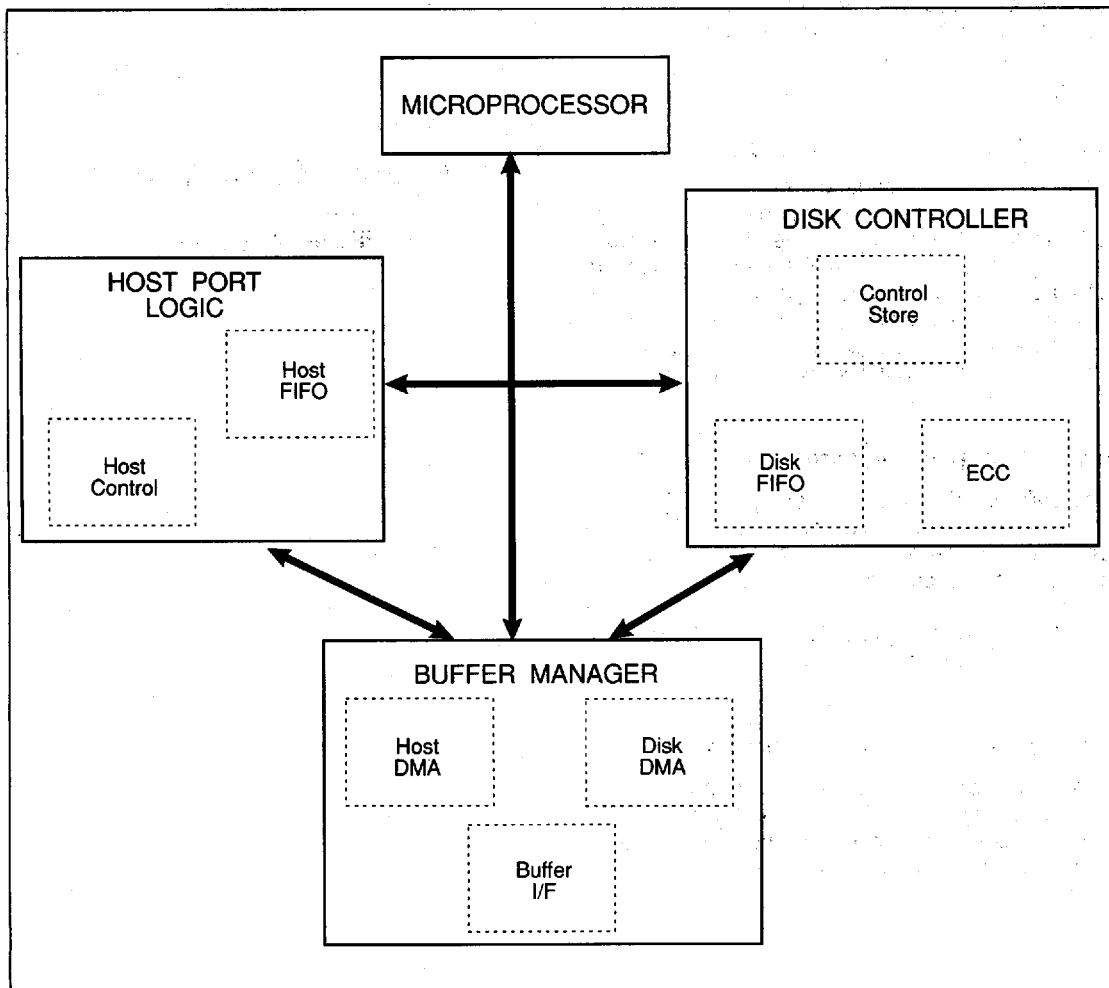 MICROPROCESSOR
DISK CONTROLLER
Control
Store
Disk
FIFO
ECC
HOST PORT
LOGIC
Host
FIFO
Host
Control
BUFFER MANAGER
Host
DMA
Disk
DMA
Buffer
I/F